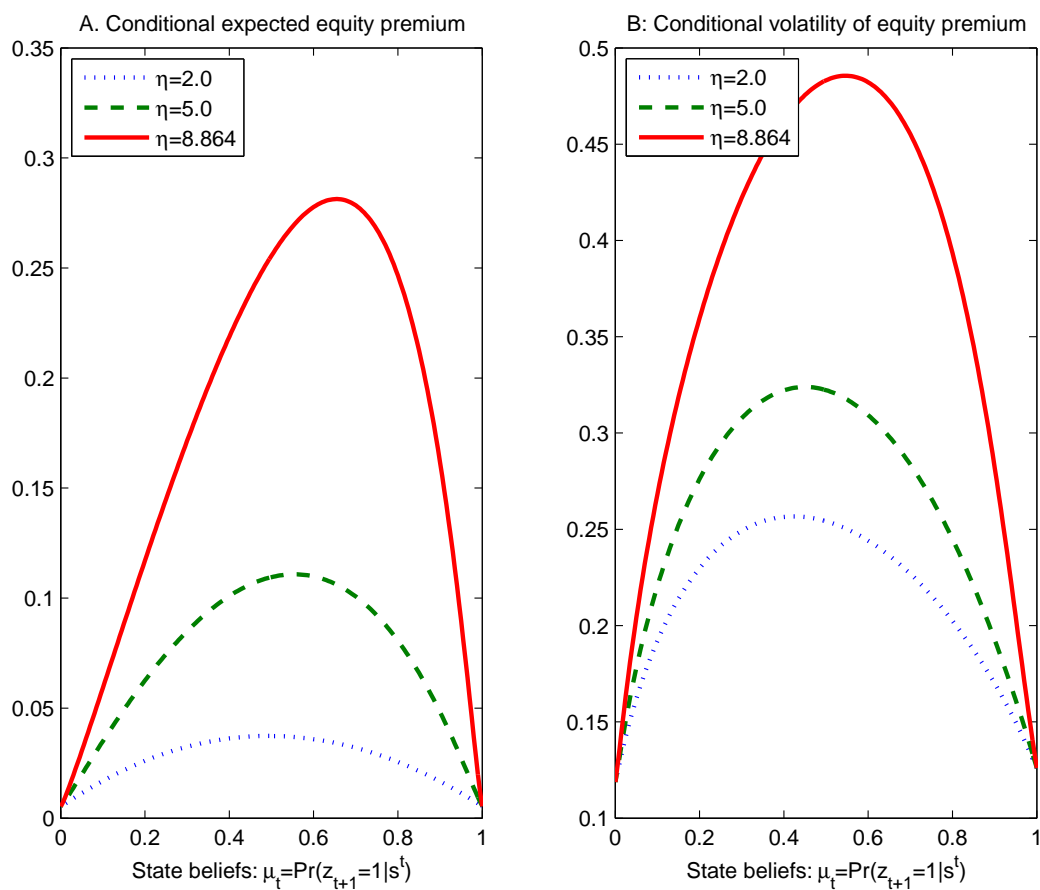 A. Conditional expected equity premium
0.35
0.3
0.25
0.2
0.15
0.1
0.05
0
η=2.0
η=5.0
η=8.864
0 0.2 0.4 0.6 0.8 1
State beliefs: μt=Pr(zt+1=1|s^t)
B: Conditional volatility of equity premium
0.5
0.45
0.4
0.35
0.3
0.25
0.2
0.15
0.1
η=2.0
η=5.0
η=8.864
0 0.2 0.4 0.6 0.8 1
State beliefs: μt=Pr(zt+1=1|s^t)